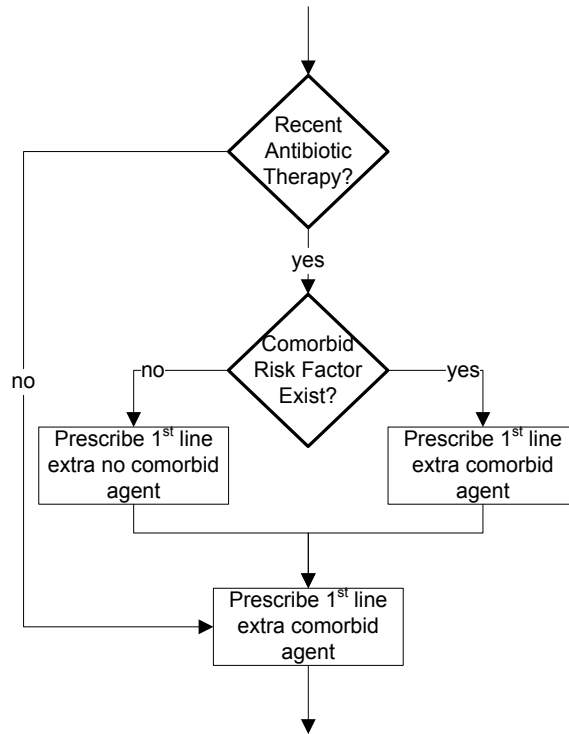 Recent
Antibiotic
Therapy?
yes
Comorbid
Risk Factor
Exist?
no
yes
no
Prescribe 1st line
extra no comorbid
agent
Prescribe 1st line
extra comorbid
agent
Prescribe 1st line
extra comorbid
agent